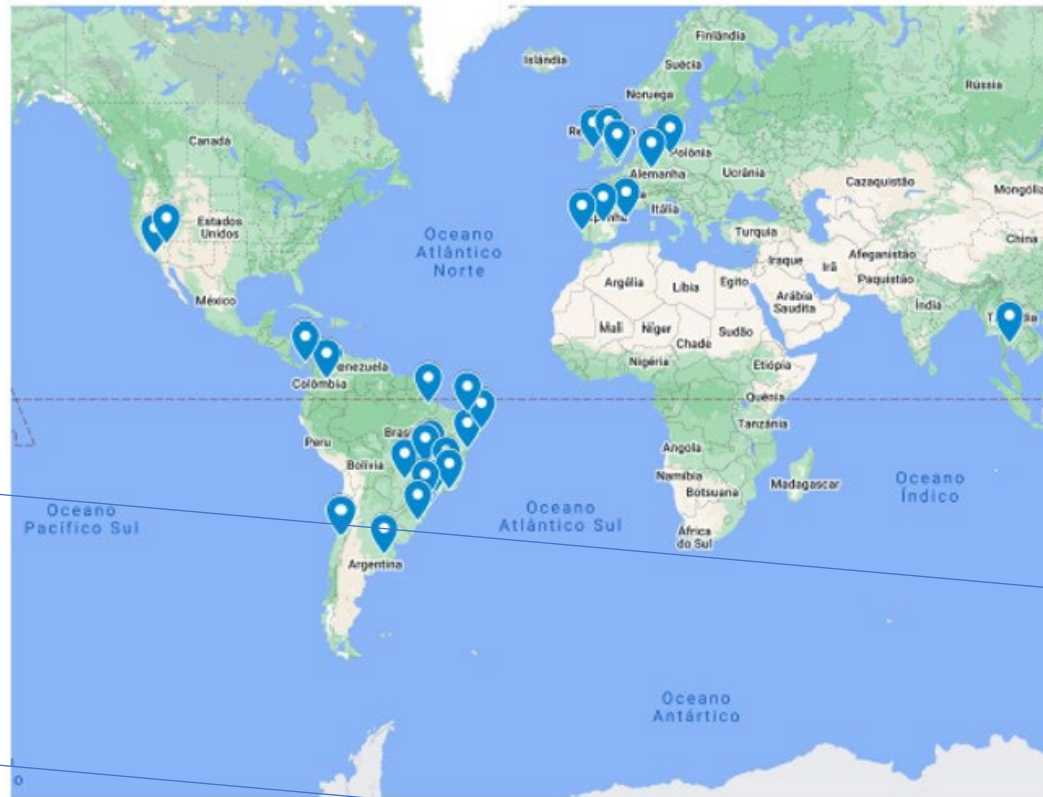 Finlândia
Islândia
Suécia
Rússia
Noruega
Canadá
Polônia
Alemanha
Ucrânia
Cazaquistão
Mongólia
Estados
Unidos
Itália
Oceano
Atlântico
Norte
Turquia
China
Afeganistão
Iraque
Irã
Paquistão
México
Argélia
Líbia
Egito
Arábia
Saudita
Índia
Mali
Níger
Sudão
Chade
Nigéria
Etiópia
Colômbia
Quênia
Tanzânia
Peru
Bolívia
Angola
Namíbia
Botsuana
Madagascar
Oceano
Índico
Oceano
Pacífico Sul
Oceano
Atlântico Sul
África
do Sul
Argentina
Oceano
Antártico
o